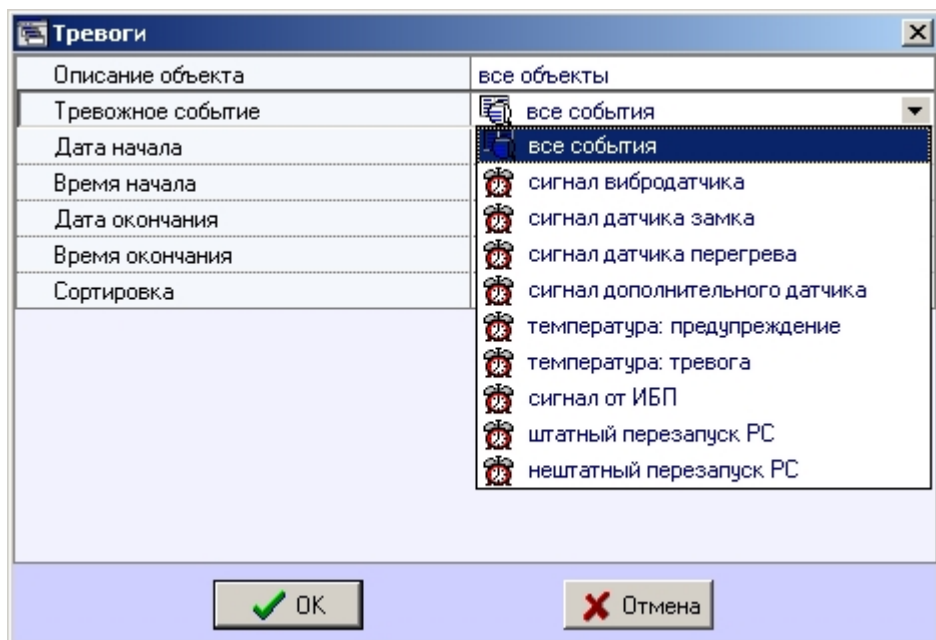 Тревоги
Описание объекта все объекты
Тревожное событие все события
Дата начала все события
Время начала сигнал вибродатчика
Дата окончания сигнал датчика замка
Время окончания сигнал датчика перегрева
Сортировка сигнал дополнительного датчика
температура: предупреждение
температура: тревога
сигнал от ИБП
штатный перезапуск РС
нештатный перезапуск РС
OK Отмена